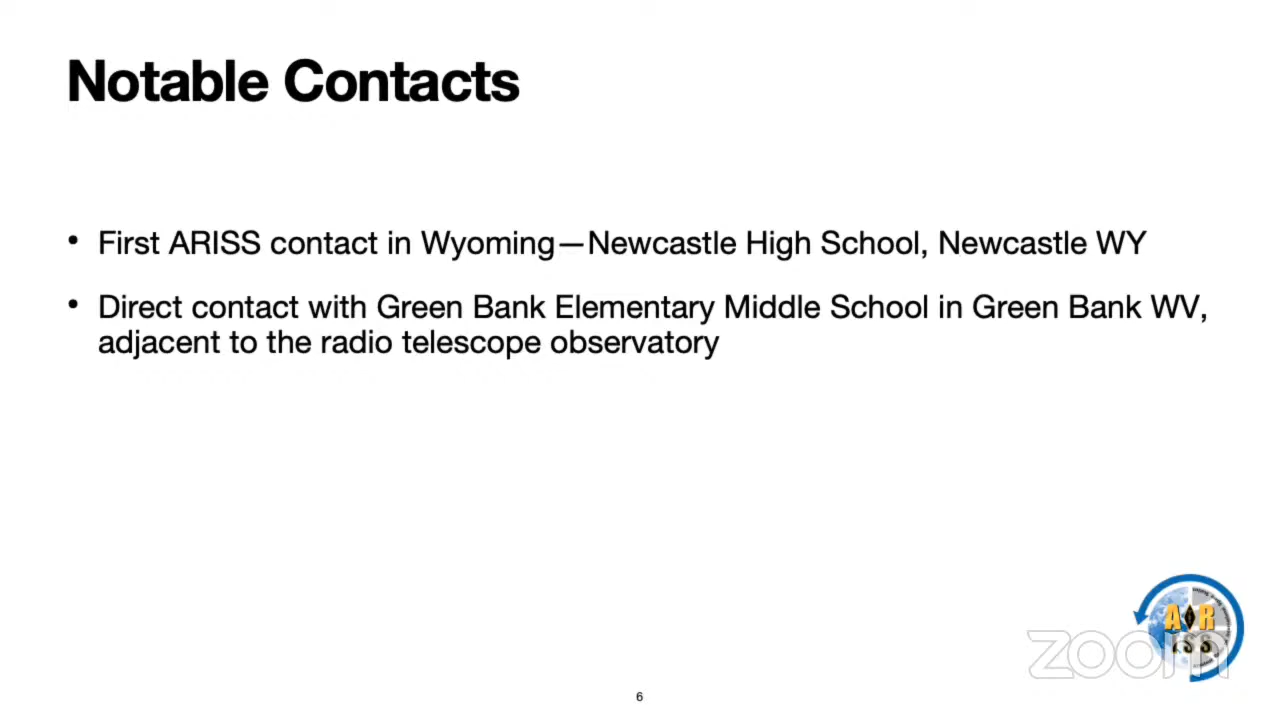 Notable Contacts
• First ARISS contact in Wyoming—Newcastle High School, Newcastle WY
• Direct contact with Green Bank Elementary Middle School in Green Bank WV,
adjacent to the radio telescope observatory
A R
ISS
zoom
6